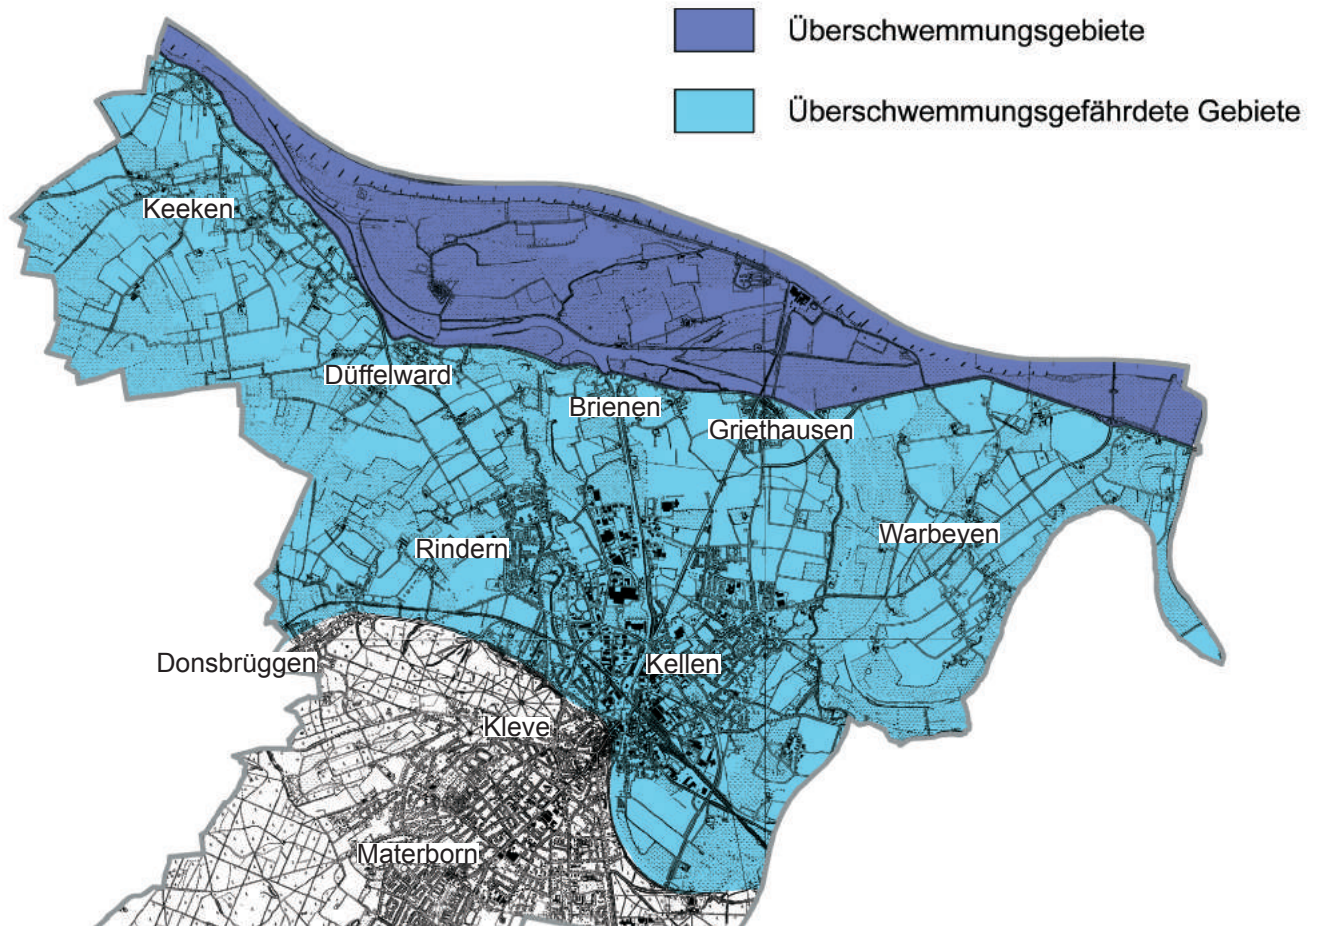 Überschwemmungsgebiete
Überschwemmungsgefährdete Gebiete
Keeken
Düffelward
Brienen
Griethausen
Warbeyen
Rindern
Donsbrüggen
Kellen
Kleve
Materborn